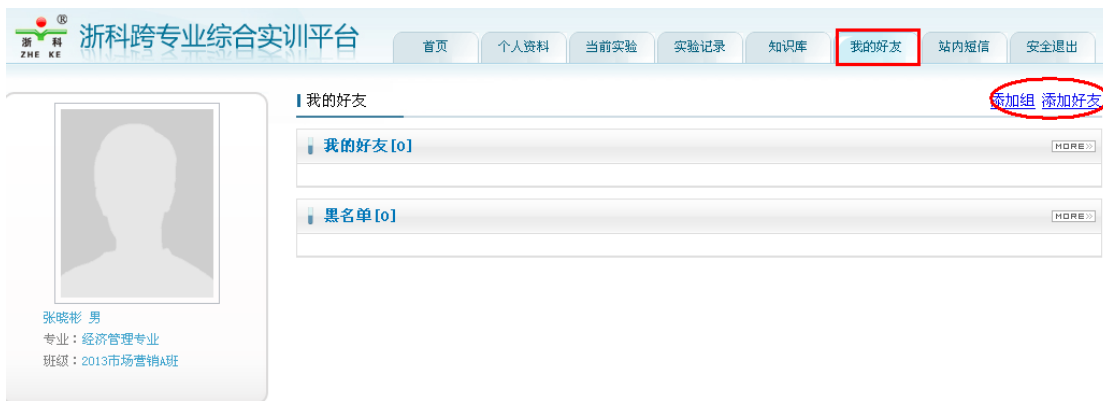 ®
浙 科
ZHE KE
浙科跨专业综合实训平台
首页 个人资料 当前实验 实验记录 知识库 我的好友 站内短信 安全退出
我的好友
添加组 添加好友
我的好友[0]
MORE»
黑名单[0]
MORE»
张晓彬 男
专业：经济管理专业
班级：2013市场营销A班